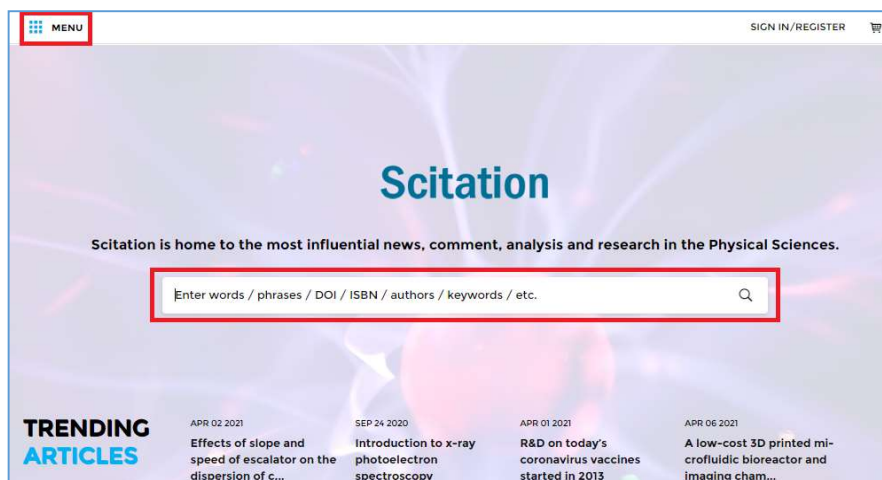 MENU
SIGN IN/REGISTER
Scitation
Scitation is home to the most influential news, comment, analysis and research in the Physical Sciences.
Enter words / phrases / DOI / ISBN / authors / keywords / etc.
TRENDING
ARTICLES
APR 02 2021
Effects of slope and
speed of escalator on the
dispersion of c...
SEP 24 2020
Introduction to x-ray
photoelectron
spectroscopy
APR 01 2021
R&D on today's
coronavirus vaccines
started in 2013
APR 06 2021
A low-cost 3D printed mi-
crofluidic bioreactor and
imaging cham...